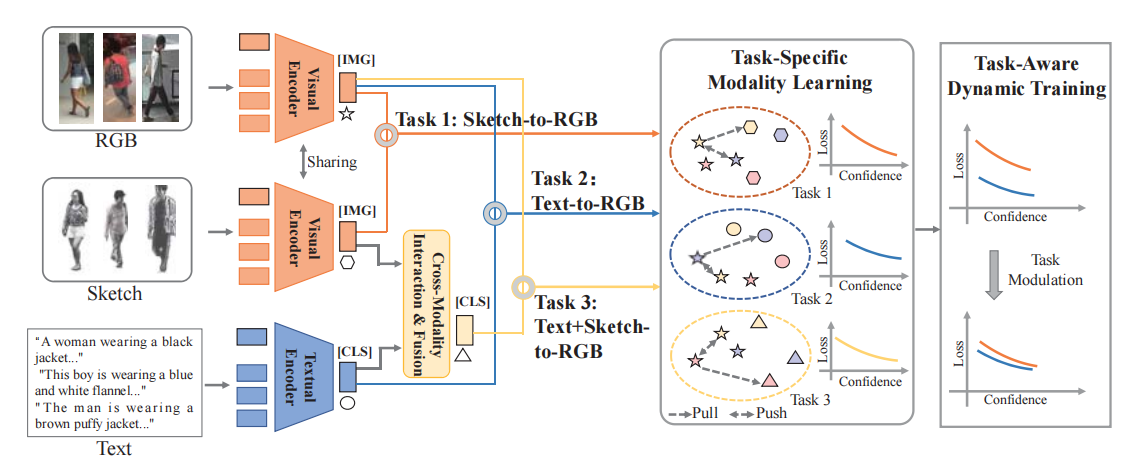 RGB
Visual
Encoder
[IMG]
Sharing
Sketch
Visual
Encoder
[IMG]
"A woman wearing a black
jacket..."
"This boy is wearing a blue
and white flannel..."
"The man is wearing a
brown puffy jacket..."
Text
Textual
Encoder
[CLS]
Cross-Modality
Interaction & Fusion
[CLS]
Task 1: Sketch-to-RGB
Task 2:
Text-to-RGB
Task 3:
Text+Sketch-
to-RGB
Task-Specific
Modality Learning
Task 1
Loss
Confidence
Task 2
Loss
Confidence
Task 3
Loss
Confidence
Pull
Push
Task-Aware
Dynamic Training
Loss
Confidence
Task
Modulation
Loss
Confidence